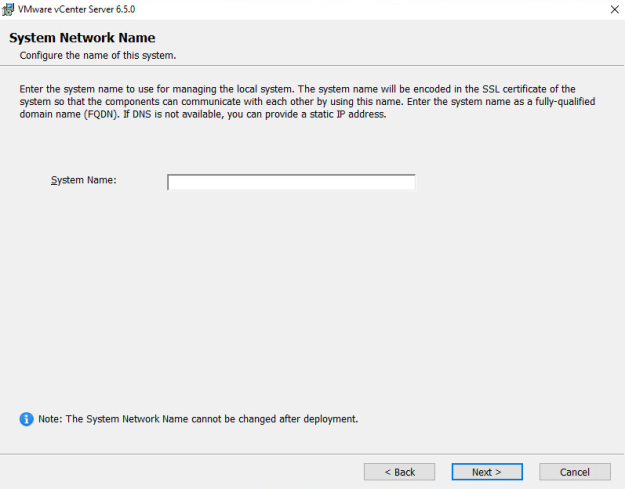 VMware vCenter Server 6.5.0
System Network Name
Configure the name of this system.
Enter the system name to use for managing the local system. The system name will be encoded in the SSL certificate of the
system so that the components can communicate with each other by using this name. Enter the system name as a fully-qualified
domain name (FQDN). If DNS is not available, you can provide a static IP address.
System Name:
Note: The System Network Name cannot be changed after deployment.
< Back
Next >
Cancel